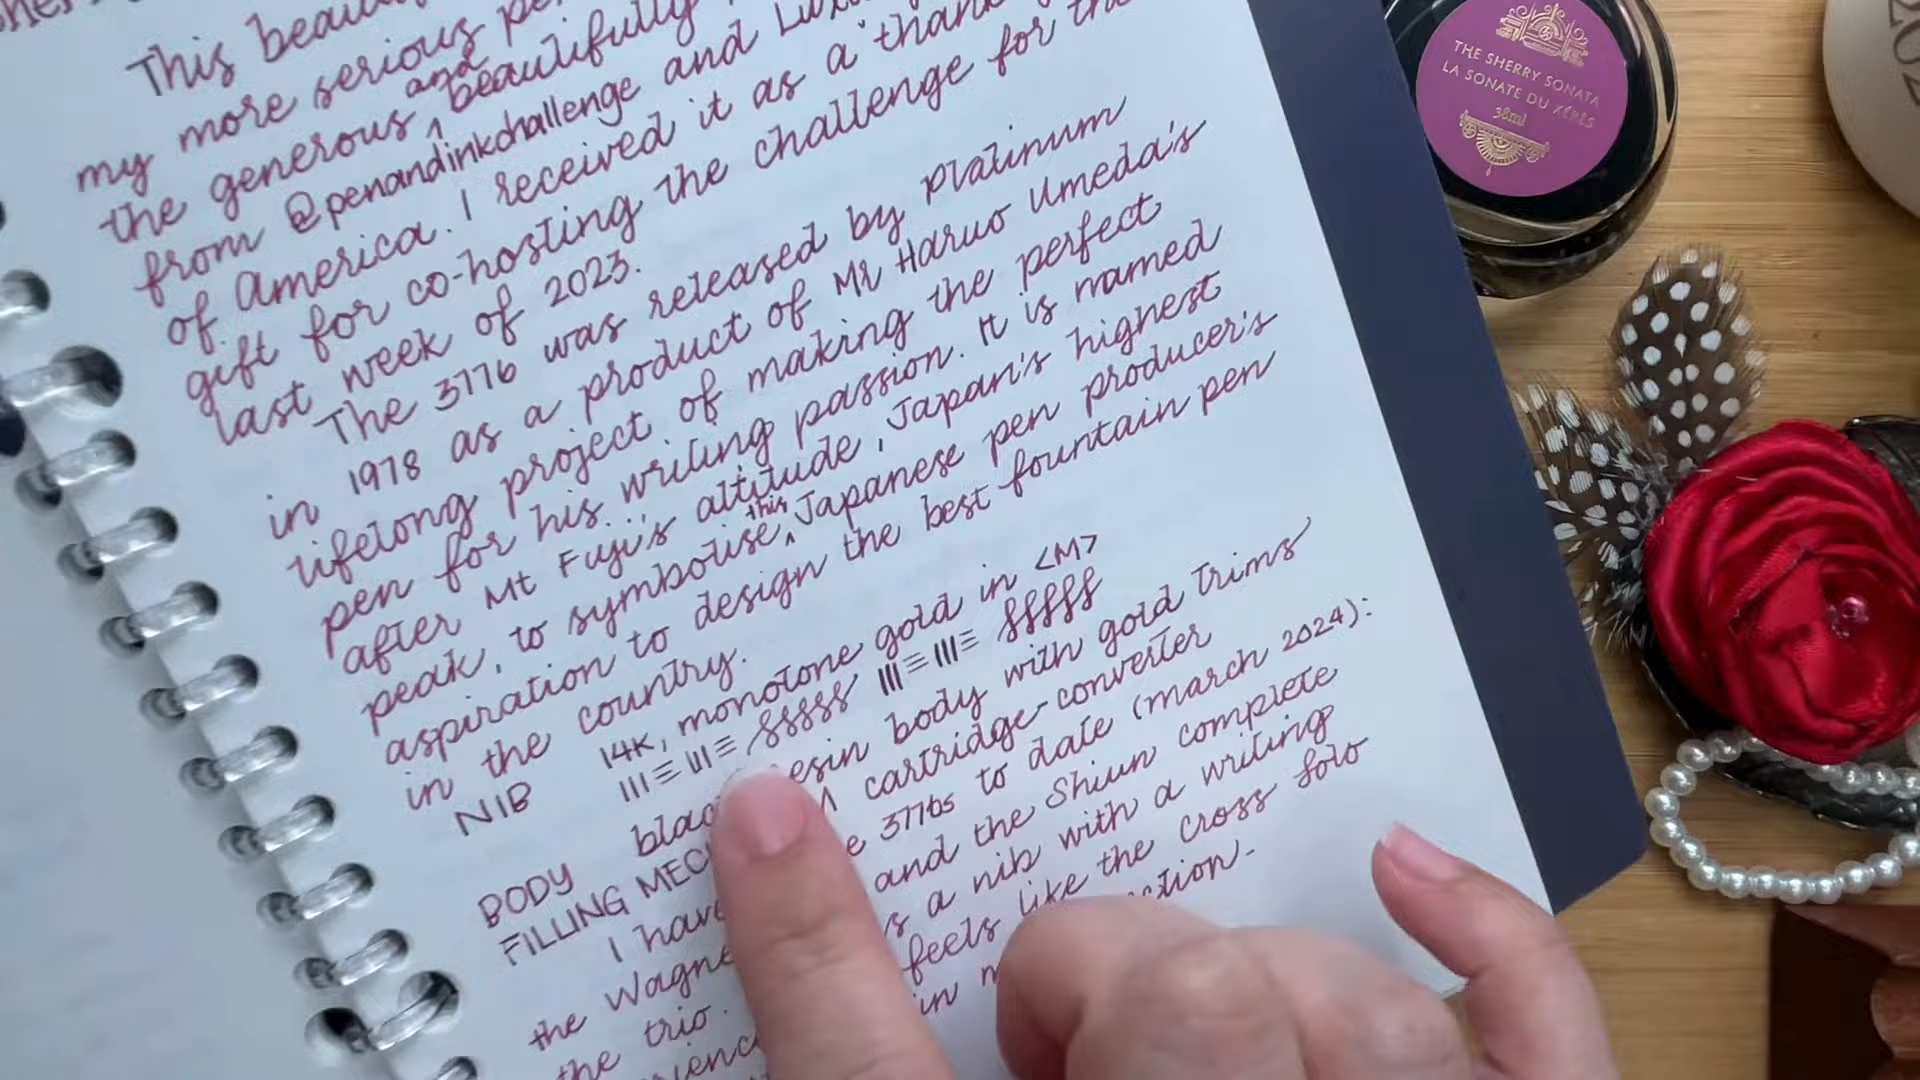 This
my more serious
the generous and beautifully
from @penandinkchallenge and
of America. I received it as a "thank
gift for co-hosting the challenge for the
last week of 2023.
The 3776 was released by Platinum
in 1978 as a product of Mr Haruo Umeda's
lifelong project of making the perfect
pen for his writing passion. It is named
after Mt Fuji's altitude, Japan's highest
peak, to symbolise this Japanese pen producer's
aspiration to design the best fountain pen
in the country.
NIB 14K, monotone gold in <M>
BODY resin body with gold trims
FILLING cartridge-converter
I 3776s to date (March 2024):
the and the Shiun complete
the trio. a nib with a writing
feels like the Cross Solo
in
THE SHERRY SONATA
LA SONATE DU XÉRÈS
38ml
202